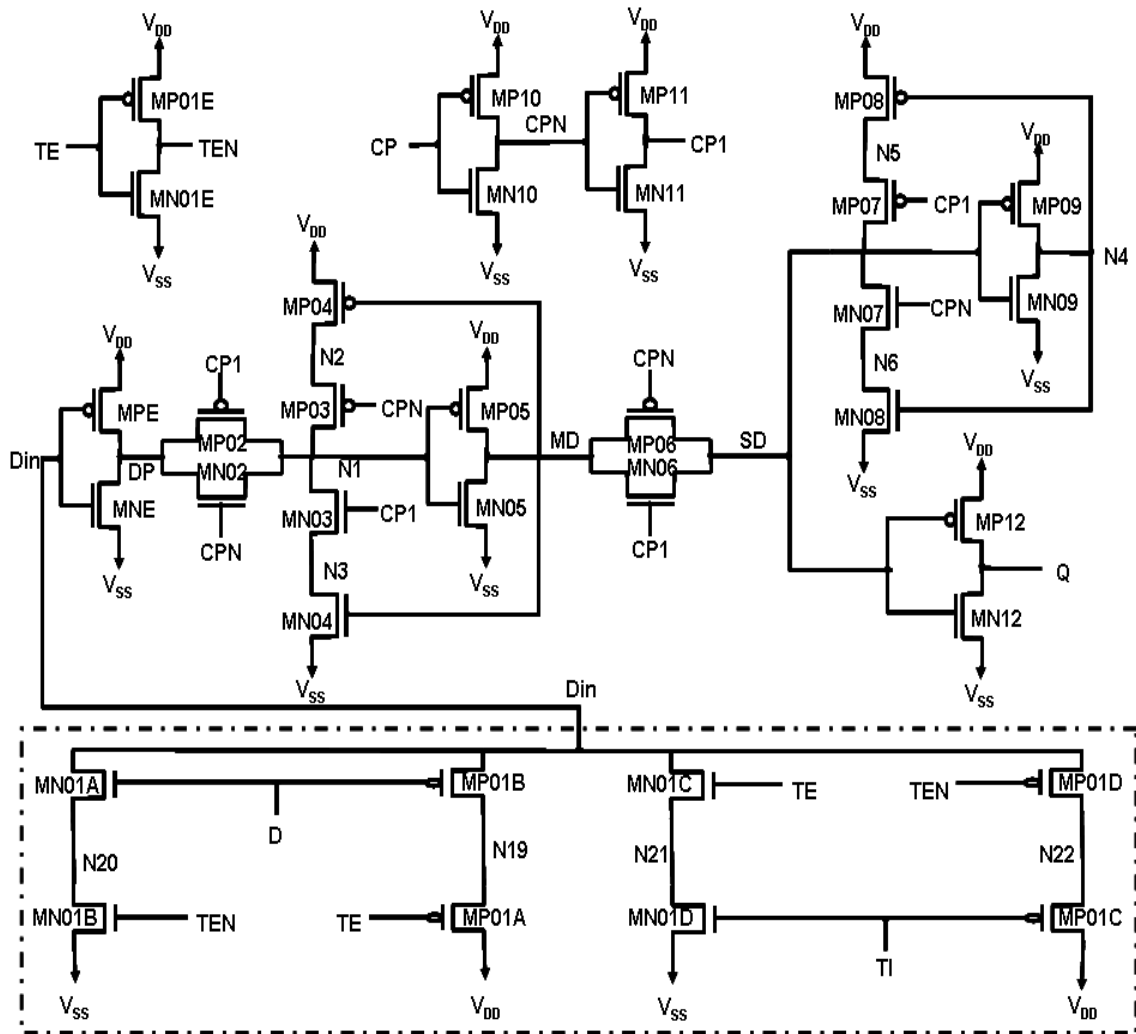 VDD
VDD
VDD
VDD
MP01E
TE
TEN
MN01E
VSS
MP10
MP11
CP
CPN
CP1
MN10
MN11
VSS
VSS
MP08
N5
VDD
MP07
CP1
MP09
N4
MN07
CPN
MN09
N6
VSS
MN08
VSS
VDD
MP04
N2
VDD
CP1
VDD
CPN
MPE
MP03
CPN
MP05
MP02
MD
MP06
SD
Din
DP
MN02
N1
MN06
MNE
MN03
CP1
MN05
CPN
CP1
VSS
N3
VSS
MN04
VSS
VDD
MP12
Q
MN12
VSS
Din
MN01A
MP01B
MN01C
TE
TEN
MP01D
D
N20
N19
N21
N22
MN01B
TEN
TE
MP01A
MN01D
MP01C
TI
VSS
VDD
VSS
VDD